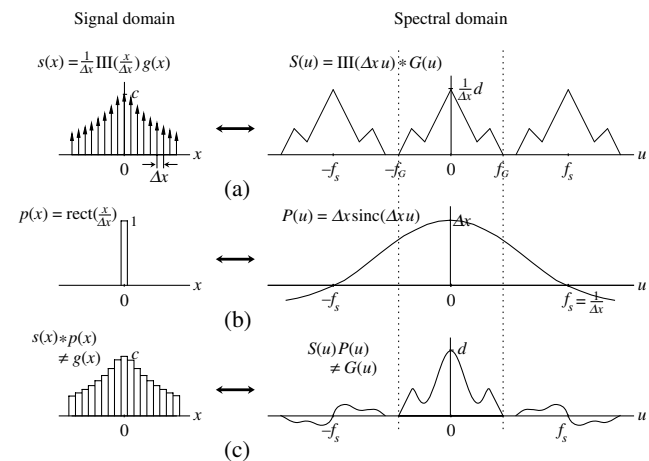 Signal domain
Spectral domain
s(x) = 1/Δx III(x/Δx) g(x)
S(u) = III(Δx u) * G(u)
c
1/Δx d
x
u
0
Δx
−f_s
−f_G
0
f_G
f_s
(a)
p(x) = rect(x/Δx)
P(u) = Δx sinc(Δx u)
1
Δx
x
u
0
−f_s
0
f_s = 1/Δx
(b)
s(x) * p(x)
≠ g(x)
S(u)P(u)
≠ G(u)
c
d
x
u
0
−f_s
0
f_s
(c)